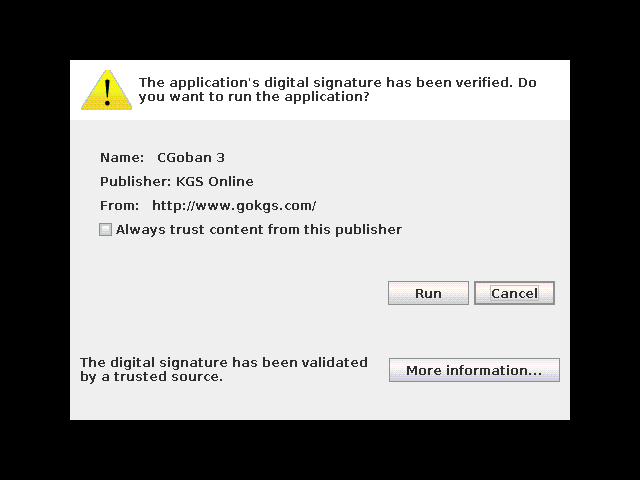 The application's digital signature has been verified. Do
you want to run the application?
Name: CGoban 3
Publisher: KGS Online
From: http://www.gokgs.com/
Always trust content from this publisher
Run Cancel
The digital signature has been validated
by a trusted source.
More information...